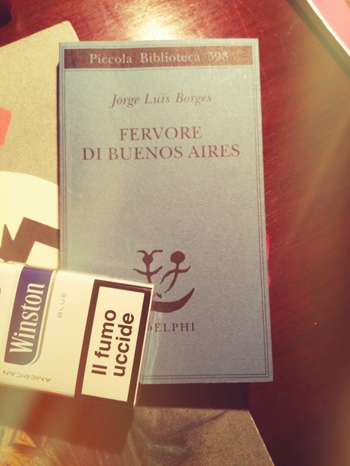 Piccola Biblioteca 598
Jorge Luis Borges
FERVORE
DI BUENOS AIRES
DELPHI
Winston
BLUE
AMERICAN
Il fumo
uccide